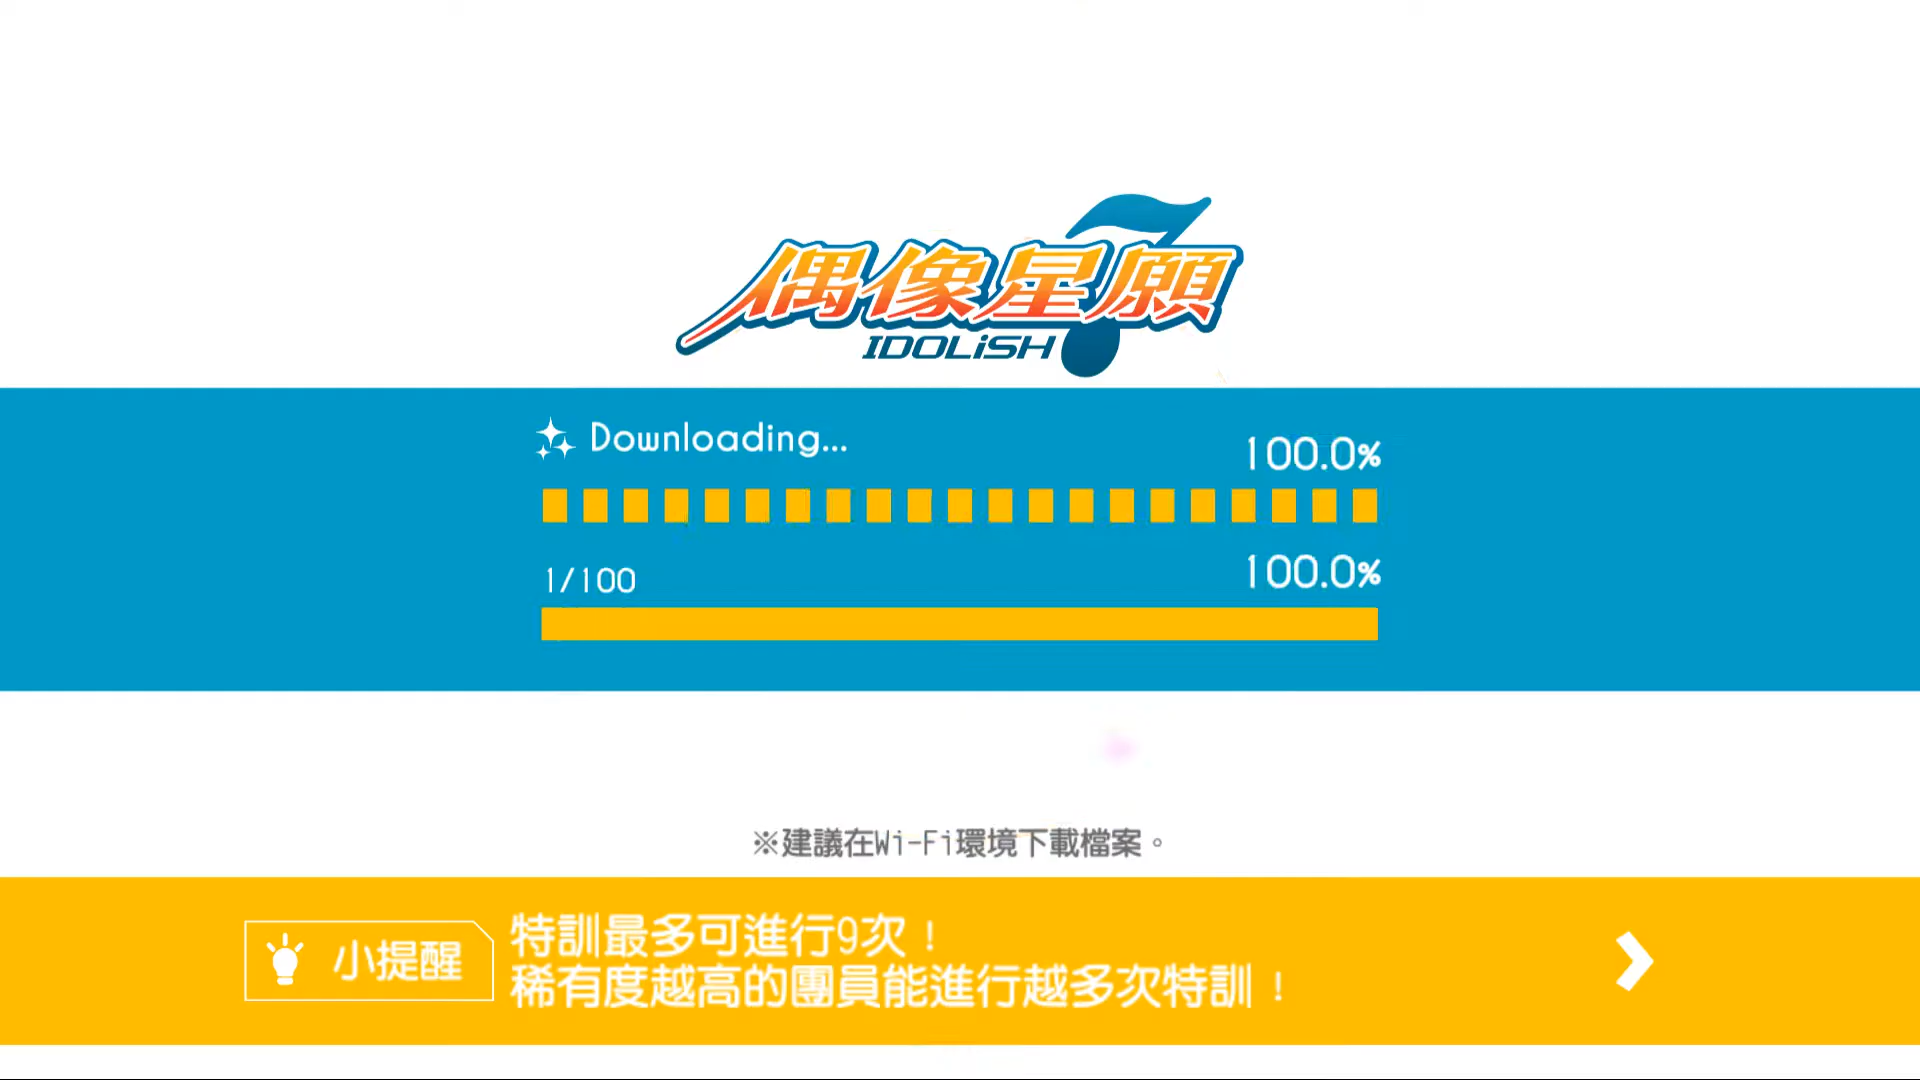 偶像星願
IDOLiSH7
Downloading...
100.0%
1/100
100.0%
※建議在Wi-Fi環境下載檔案。
小提醒
特訓最多可進行9次！
稀有度越高的團員能進行越多次特訓！